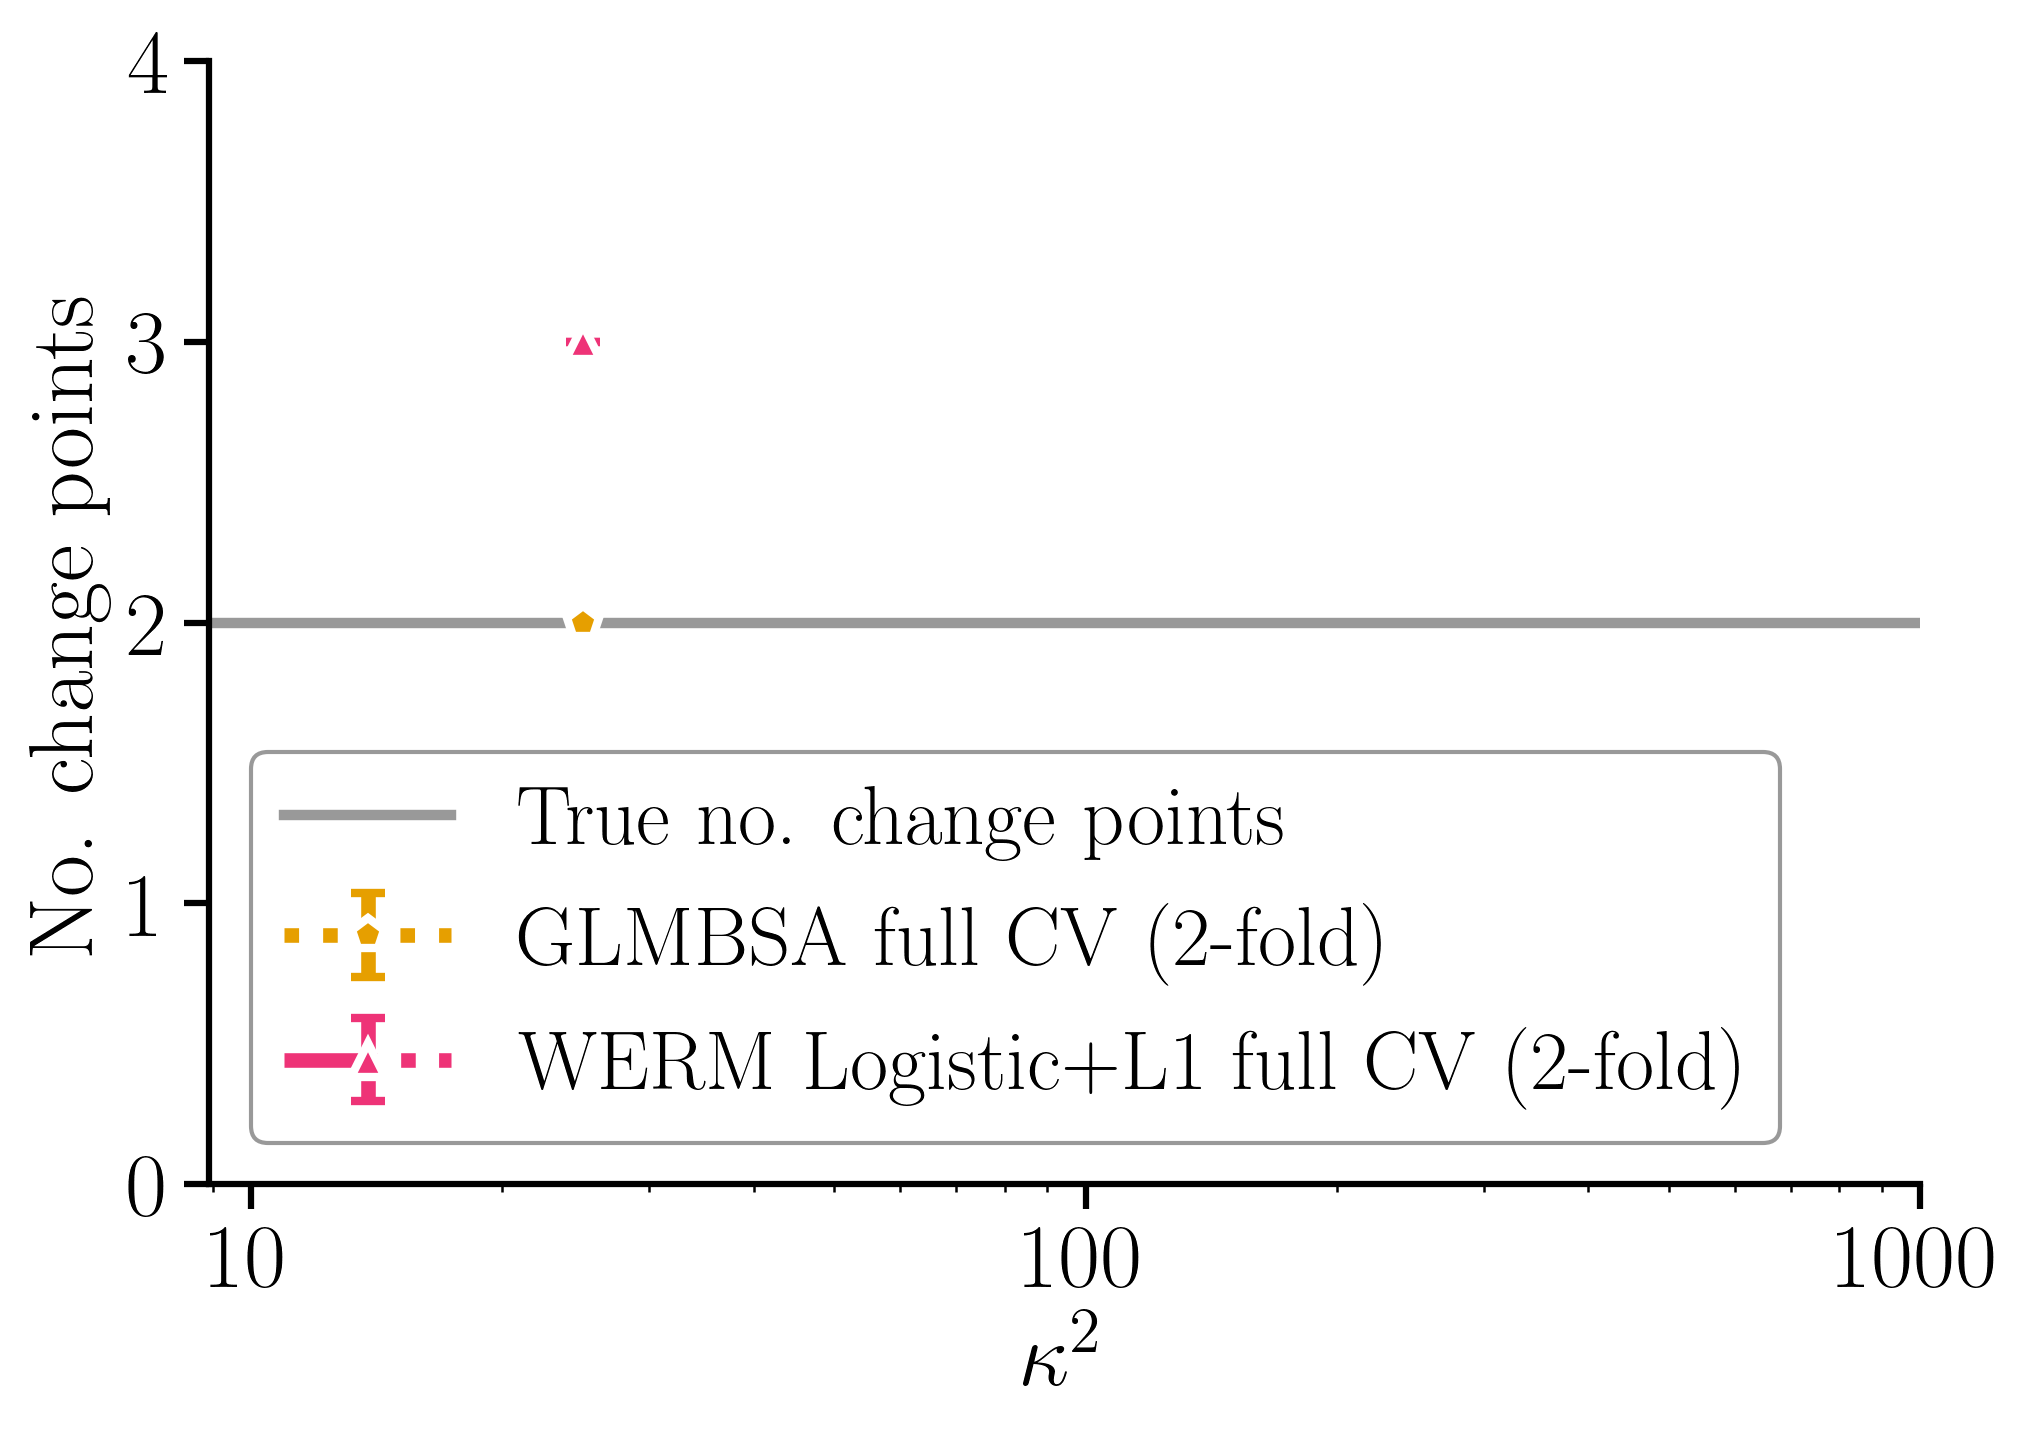 4
3
2
1
0
No. change points
True no. change points
GLMBSA full CV (2-fold)
WERM Logistic+L1 full CV (2-fold)
10 100 1000
κ²